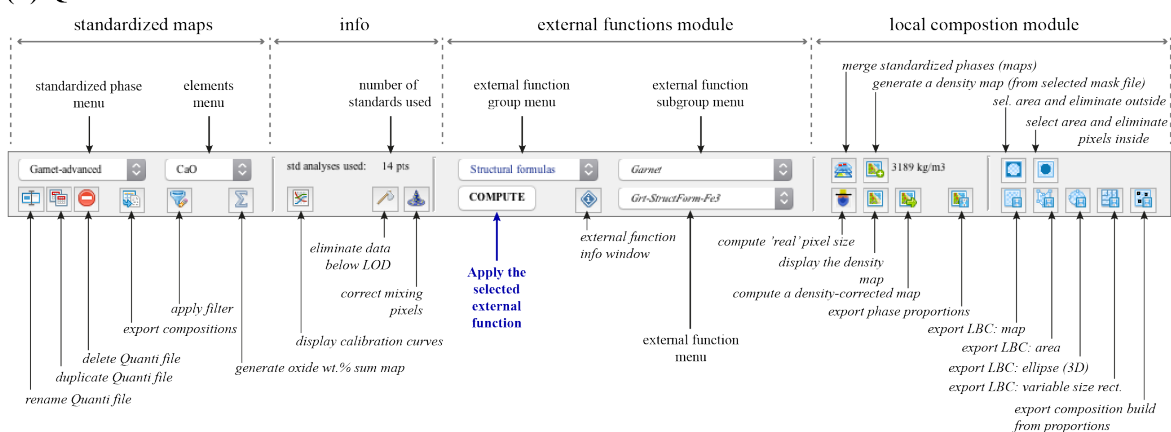 standardized maps
info
external functions module
local compostion module
standardized phase
menu
elements
menu
number of
standards used
external function
group menu
external function
subgroup menu
merge standardized phases (maps)
generate a density map (from selected mask file)
sel. area and eliminate outside
select area and eliminate
pixels inside
Garnet-advanced
CaO
std analyses used: 14 pts
Structural formulas
Garnet
3189 kg/m3
COMPUTE
Grt-StructForm-Fe3
eliminate data
below LOD
correct mixing
pixels
display calibration curves
apply filter
export compositions
delete Quanti file
duplicate Quanti file
rename Quanti file
generate oxide wt.% sum map
Apply the
selected
external
function
external function
info window
external function
menu
compute 'real' pixel size
display the density
map
compute a density-corrected map
export phase proportions
export LBC: map
export LBC: area
export LBC: ellipse (3D)
export LBC: variable size rect.
export composition build
from proportions